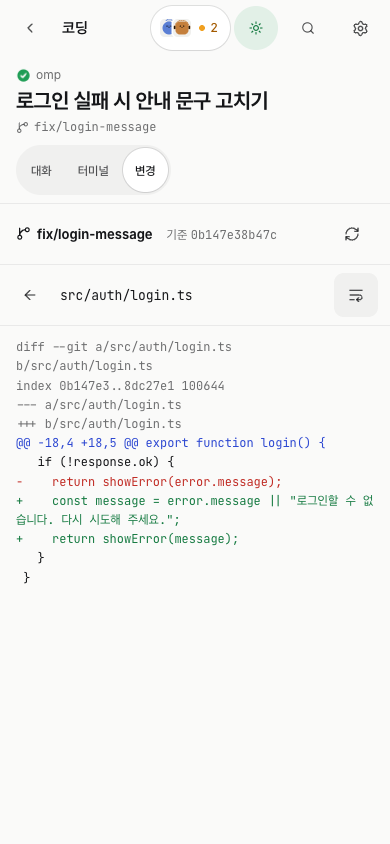 코딩
2
omp
로그인 실패 시 안내 문구 고치기
fix/login-message
대화 터미널 변경
fix/login-message 기준 0b147e38b47c
src/auth/login.ts
diff --git a/src/auth/login.ts
b/src/auth/login.ts
index 0b147e3..8dc27e1 100644
--- a/src/auth/login.ts
+++ b/src/auth/login.ts
@@ -18,4 +18,5 @@ export function login() {
   if (!response.ok) {
-    return showError(error.message);
+    const message = error.message || "로그인할 수 없
습니다. 다시 시도해 주세요.";
+    return showError(message);
   }
 }